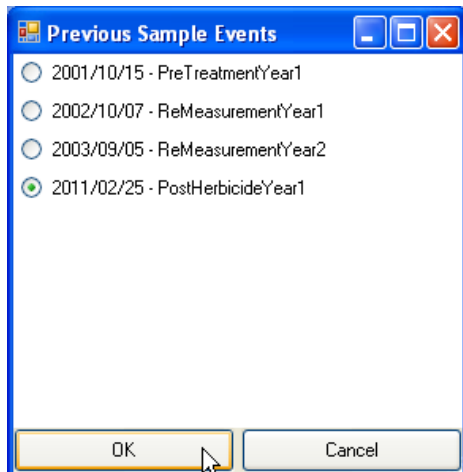 Previous Sample Events
2001/10/15 - PreTreatmentYear1
2002/10/07 - ReMeasurementYear1
2003/09/05 - ReMeasurementYear2
2011/02/25 - PostHerbicideYear1
OK Cancel